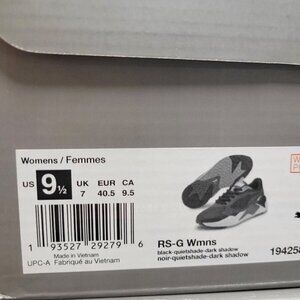 Womens / Femmes
US 9½ UK EUR CA
7 40.5 9.5
RS-G Wmns
black-quietshade-dark shadow
noir-quietshade-dark shadow
1 93527 29279 6
Made in Vietnam
UPC-A Fabriqué au Vietnam